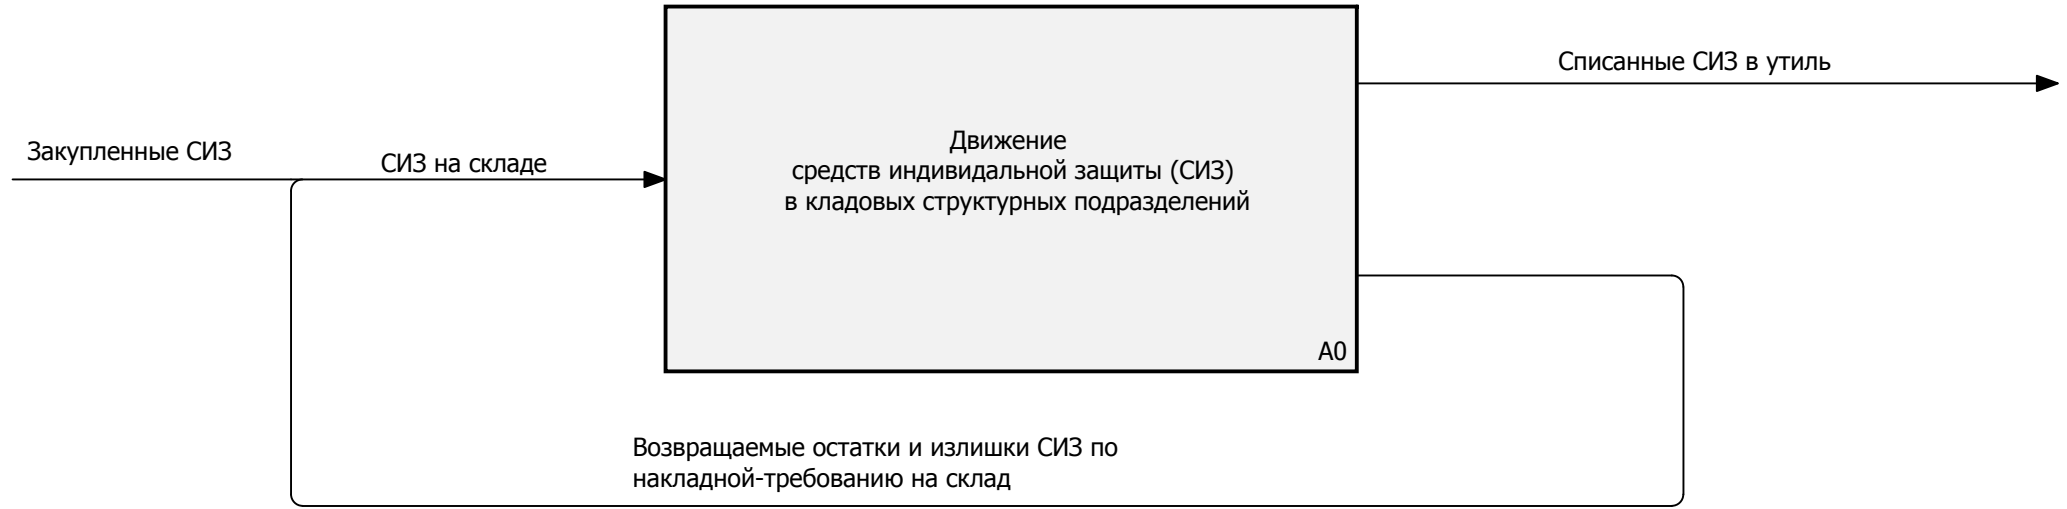 Списанные СИЗ в утиль
Закупленные СИЗ
СИЗ на складе
Движение
средств индивидальной защиты (СИЗ)
в кладовых структурных подразделений
A0
Возвращаемые остатки и излишки СИЗ по
накладной-требованию на склад